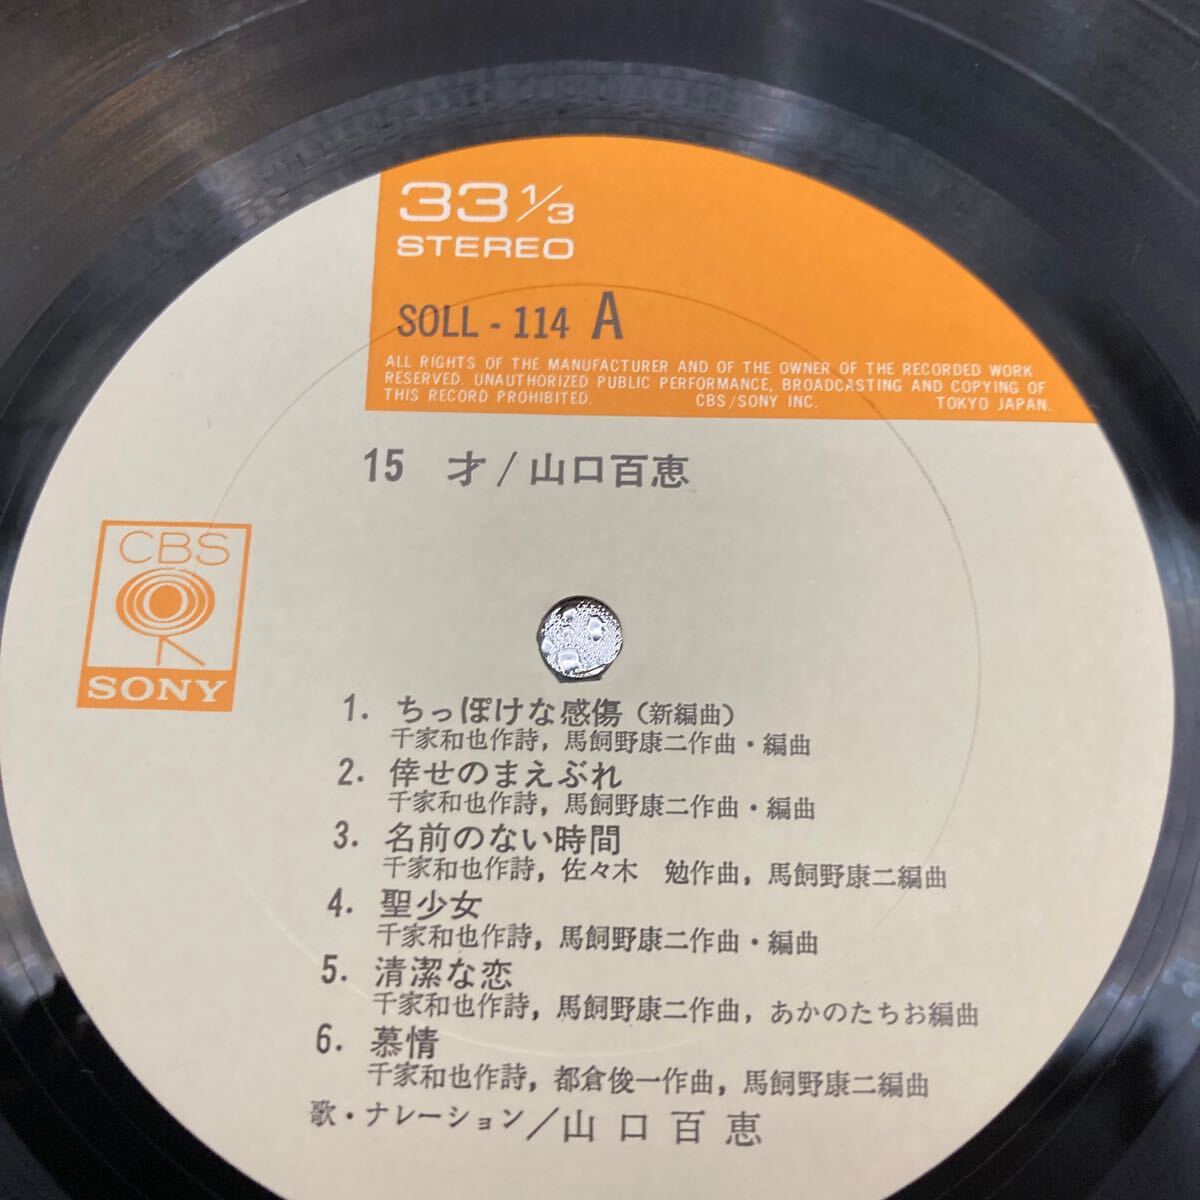 33 1/3
STEREO
SOLL - 114 A
ALL RIGHTS OF THE MANUFACTURER AND OF THE OWNER OF THE RECORDED WORK
RESERVED. UNAUTHORIZED PUBLIC PERFORMANCE, BROADCASTING AND COPYING OF
THIS RECORD PROHIBITED. CBS/SONY INC. TOKYO JAPAN.
15 才/山口百恵
CBS
SONY
1. ちっぽけな感傷（新編曲）
千家和也作詩，馬飼野康二作曲・編曲
2. 倖せのまえぶれ
千家和也作詩，馬飼野康二作曲・編曲
3. 名前のない時間
千家和也作詩，佐々木 勉作曲，馬飼野康二編曲
4. 聖少女
千家和也作詩，馬飼野康二作曲・編曲
5. 清潔な恋
千家和也作詩，馬飼野康二作曲，あかのたちお編曲
6. 慕情
千家和也作詩，都倉俊一作曲，馬飼野康二編曲
歌・ナレーション／山口百恵